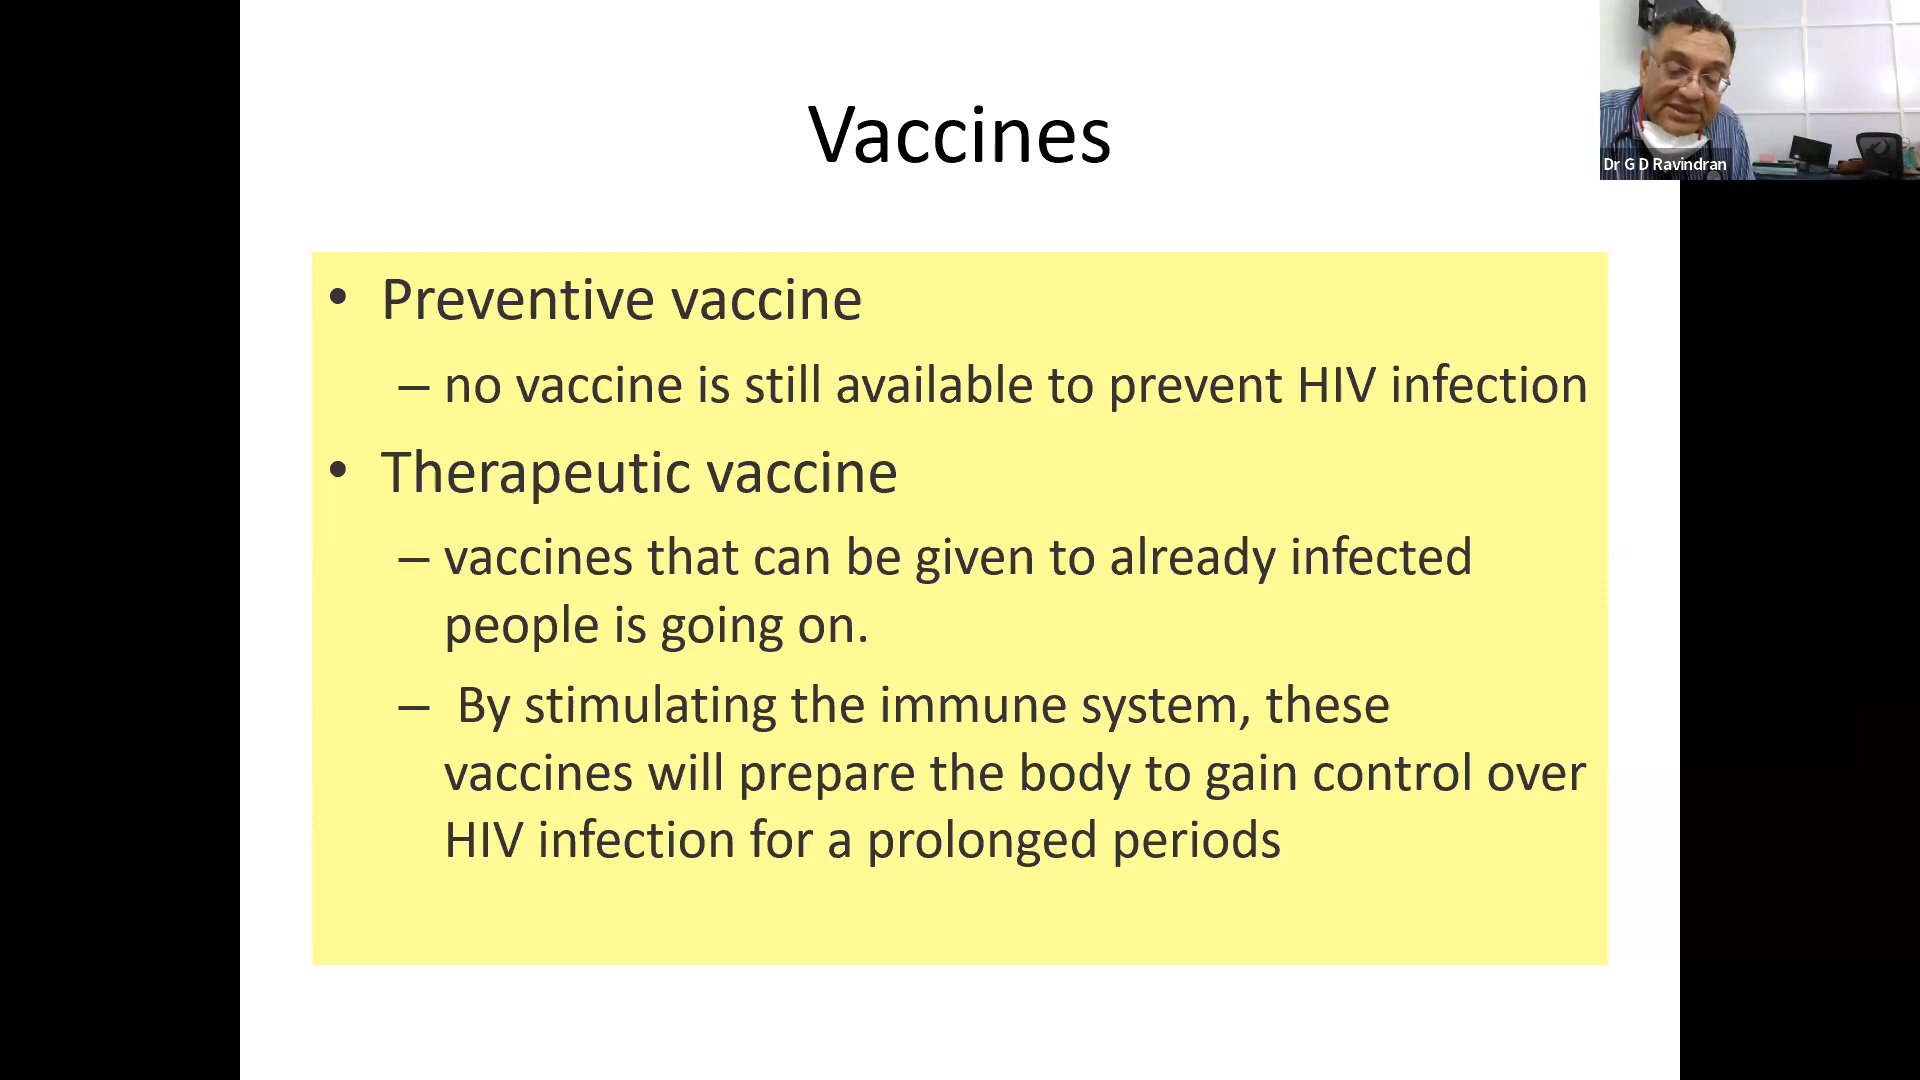 Vaccines
Dr G D Ravindran
• Preventive vaccine
– no vaccine is still available to prevent HIV infection
• Therapeutic vaccine
– vaccines that can be given to already infected
people is going on.
– By stimulating the immune system, these
vaccines will prepare the body to gain control over
HIV infection for a prolonged periods